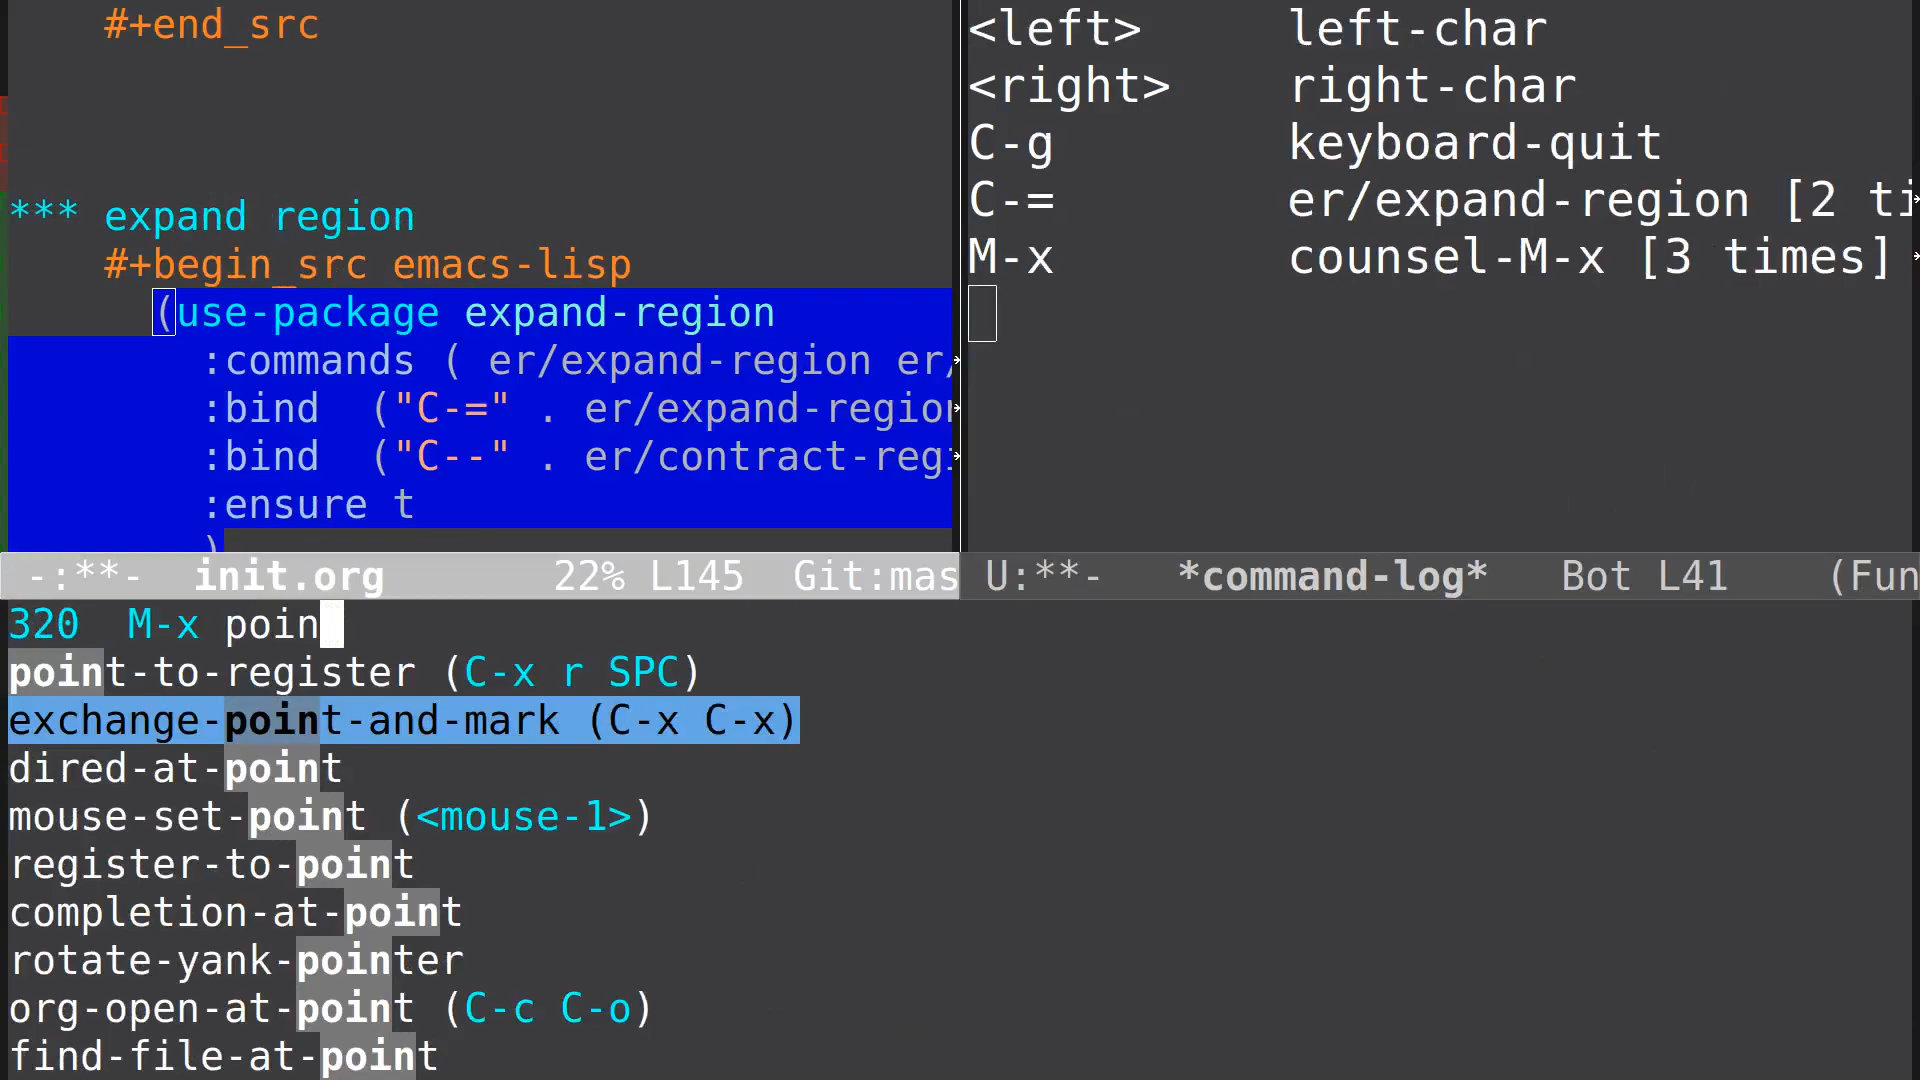 #+end_src
*** expand region
#+begin_src emacs-lisp
(use-package expand-region
:commands ( er/expand-region er/
:bind  ("C-=" . er/expand-region
:bind  ("C--" . er/contract-regi
:ensure t
)
-:**-  init.org       22% L145  Git:mas
<left>     left-char
<right>    right-char
C-g        keyboard-quit
C-=        er/expand-region [2 ti
M-x        counsel-M-x [3 times]
U:**-   *command-log*   Bot L41    (Fun
320  M-x poin
point-to-register (C-x r SPC)
exchange-point-and-mark (C-x C-x)
dired-at-point
mouse-set-point (<mouse-1>)
register-to-point
completion-at-point
rotate-yank-pointer
org-open-at-point (C-c C-o)
find-file-at-point